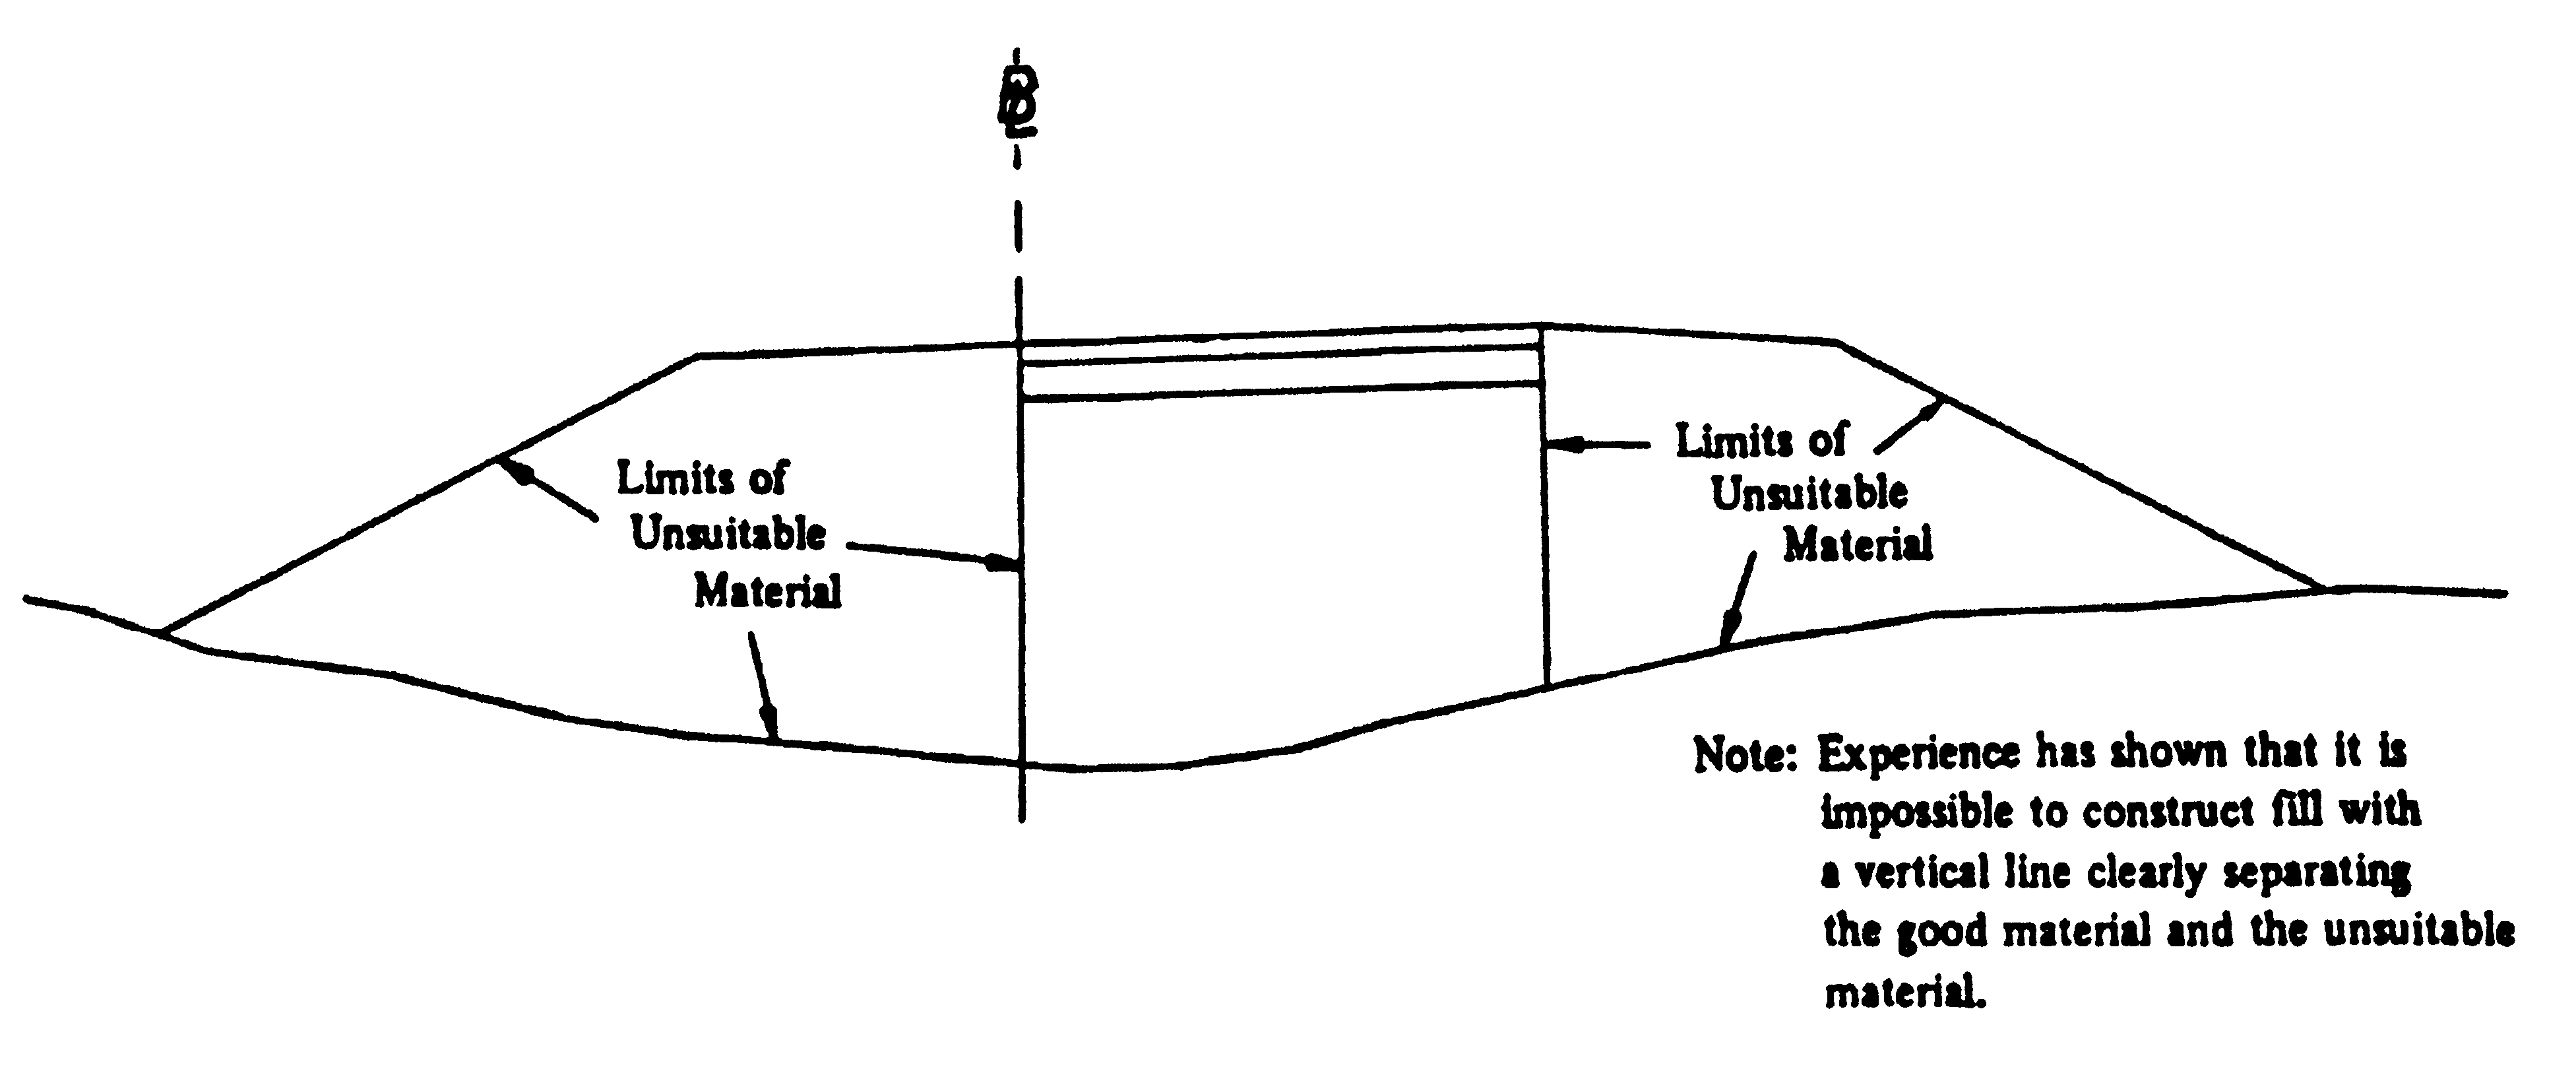 Limits of
Unsuitable
Material
Limits of
Unsuitable
Material
Note: Experience has shown that it is
impossible to construct fill with
a vertical line clearly separating
the good material and the unsuitable
material.